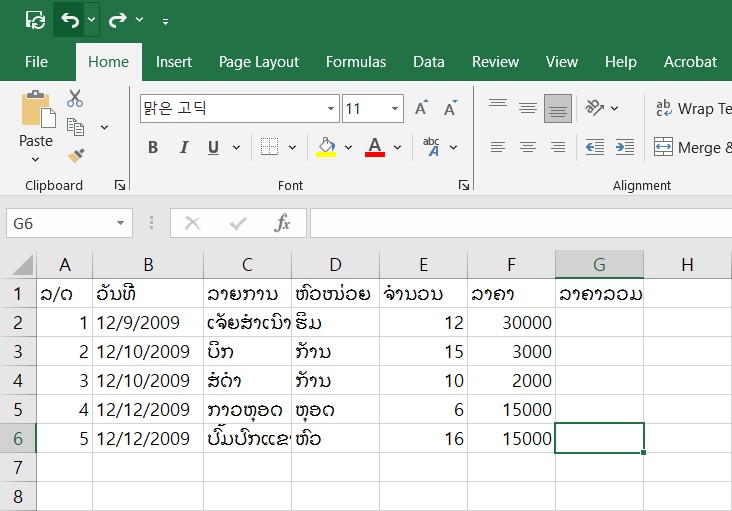 File Home Insert Page Layout Formulas Data Review View Help Acrobat
맑은 고딕 11 A A ab c Wrap Te
Paste B I U A abc A Merge &
Clipboard Font Alignment
G6 fx
A B C D E F G H
1 ລ/ດ ວັນທີ ລາຍການ ຫົວໜ່ວຍ ຈຳນວນ ລາຄາ ລາຄາລວມ
2 1 12/9/2009 ເຈ້ຍສຳເນົາ ຮິມ 12 30000
3 2 12/10/2009 ບິກ ກ້ານ 15 3000
4 3 12/10/2009 ສໍດຳ ກ້ານ 10 2000
5 4 12/12/2009 ກາວຫຼອດ ຫຼອດ 6 15000
6 5 12/12/2009 ປຶ້ມປົກແຂ ຫົວ 16 15000
7
8